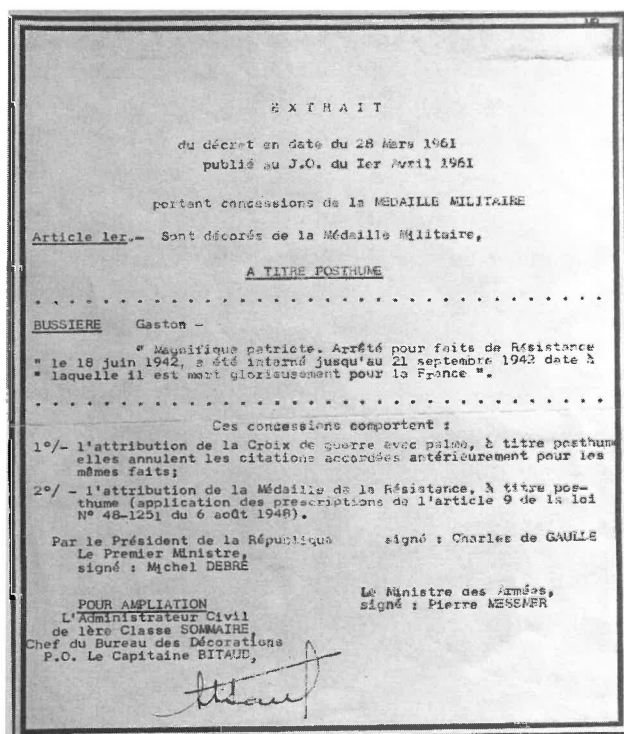 EXTRAIT
du décret en date du 28 Mars 1961
publié au J.O. du Ier Avril 1961
portant concessions de la MEDAILLE MILITAIRE
Article 1er.- Sont décorés de la Médaille Militaire,
A TITRE POSTHUME
BUSSIERE Gaston -
" Magnifique patriote. Arrêté pour faits de Résistance
" le 18 juin 1942, a été interné jusqu'au 21 septembre 1942 date à
" laquelle il est mort glorieusement pour la France ".
Ces concessions comportent :
1°/- l'attribution de la Croix de guerre avec palme, à titre posthume
elles annulent les citations accordées antérieurement pour les
mêmes faits;
2°/ - l'attribution de la Médaille de la Résistance, à titre pos-
thume (application des prescriptions de l'article 9 de la loi
N° 48-1251 du 6 août 1948).
Par le Président de la République signé : Charles de GAULLE
Le Premier Ministre,
signé : Michel DEBRÉ
Le Ministre des Armées,
signé : Pierre MESSMER
POUR AMPLIATION
L'Administrateur Civil
de 1ère Classe SOMMAIRE,
Chef du Bureau des Décorations
P.O. Le Capitaine BITAUD,